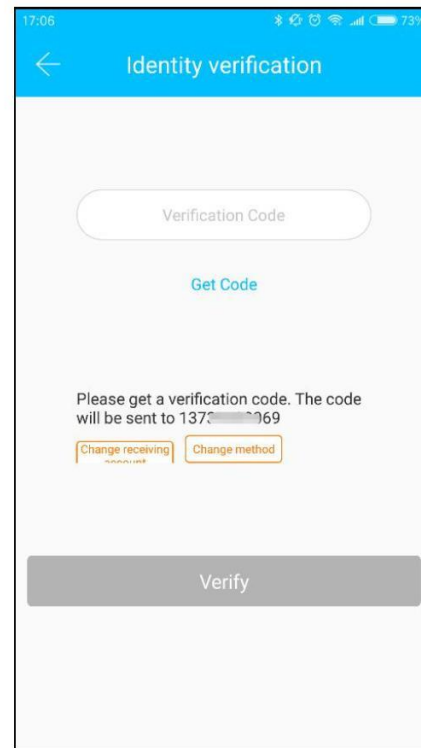 17:06
73%
Identity verification
Verification Code
Get Code
Please get a verification code. The code
will be sent to 137 969
Change receiving
account
Change method
Verify